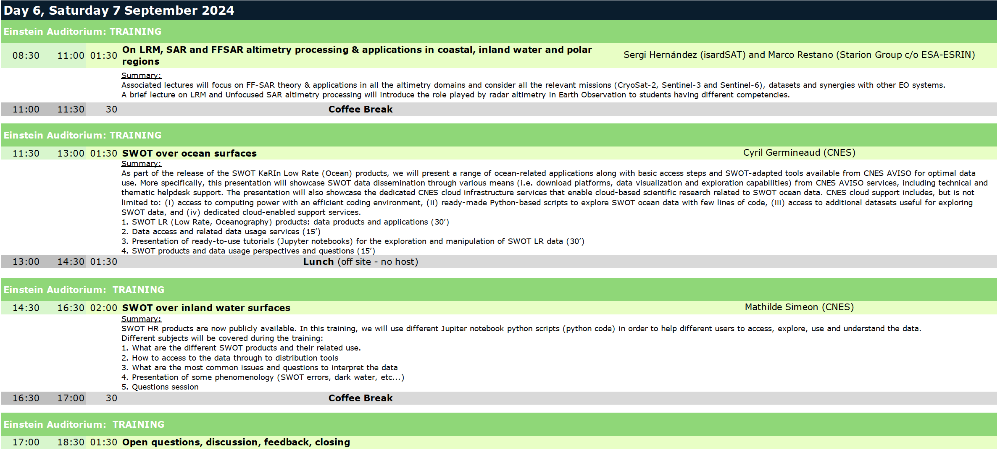 Day 6, Saturday 7 September 2024
Einstein Auditorium: TRAINING
08:30 11:00 01:30 On LRM, SAR and FFSAR altimetry processing & applications in coastal, inland water and polar
regions
Sergi Hernández (isardSAT) and Marco Restano (Starion Group c/o ESA-ESRIN)
Summary:
Associated lectures will focus on FF-SAR theory & applications in all the altimetry domains and consider all the relevant missions (CryoSat-2, Sentinel-3 and Sentinel-6), datasets and synergies with other EO systems.
A brief lecture on LRM and Unfocused SAR altimetry processing will introduce the role played by radar altimetry in Earth Observation to students having different competencies.
11:00 11:30 30 Coffee Break
Einstein Auditorium: TRAINING
11:30 13:00 01:30 SWOT over ocean surfaces Cyril Germineaud (CNES)
Summary:
As part of the release of the SWOT KaRIn Low Rate (Ocean) products, we will present a range of ocean-related applications along with basic access steps and SWOT-adapted tools available from CNES AVISO for optimal data
use. More specifically, this presentation will showcase SWOT data dissemination through various means (i.e. download platforms, data visualization and exploration capabilities) from CNES AVISO services, including technical and
thematic helpdesk support. The presentation will also showcase the dedicated CNES cloud infrastructure services that enable cloud-based scientific research related to SWOT ocean data. CNES cloud support includes, but is not
limited to: (i) access to computing power with an efficient coding environment, (ii) ready-made Python-based scripts to explore SWOT ocean data with few lines of code, (iii) access to additional datasets useful for exploring
SWOT data, and (iv) dedicated cloud-enabled support services.
1. SWOT LR (Low Rate, Oceanography) products: data products and applications (30’)
2. Data access and related data usage services (15’)
3. Presentation of ready-to-use tutorials (Jupyter notebooks) for the exploration and manipulation of SWOT LR data (30’)
4. SWOT products and data usage perspectives and questions (15’)
13:00 14:30 01:30 Lunch (off site - no host)
Einstein Auditorium: TRAINING
14:30 16:30 02:00 SWOT over inland water surfaces Mathilde Simeon (CNES)
Summary:
SWOT HR products are now publicly available. In this training, we will use different Jupiter notebook python scripts (python code) in order to help different users to access, explore, use and understand the data.
Different subjects will be covered during the training:
1. What are the different SWOT products and their related use.
2. How to access to the data through to distribution tools
3. What are the most common issues and questions to interpret the data
4. Presentation of some phenomenology (SWOT errors, dark water, etc...)
5. Questions session
16:30 17:00 30 Coffee Break
Einstein Auditorium: TRAINING
17:00 18:30 01:30 Open questions, discussion, feedback, closing